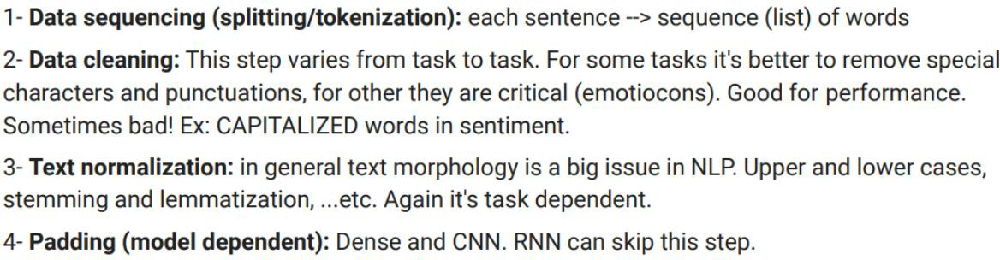 1- Data sequencing (splitting/tokenization): each sentence --> sequence (list) of words
2- Data cleaning: This step varies from task to task. For some tasks it's better to remove special
characters and punctuations, for other they are critical (emotiocons). Good for performance.
Sometimes bad! Ex: CAPITALIZED words in sentiment.
3- Text normalization: in general text morphology is a big issue in NLP. Upper and lower cases,
stemming and lemmatization, ...etc. Again it's task dependent.
4- Padding (model dependent): Dense and CNN. RNN can skip this step.